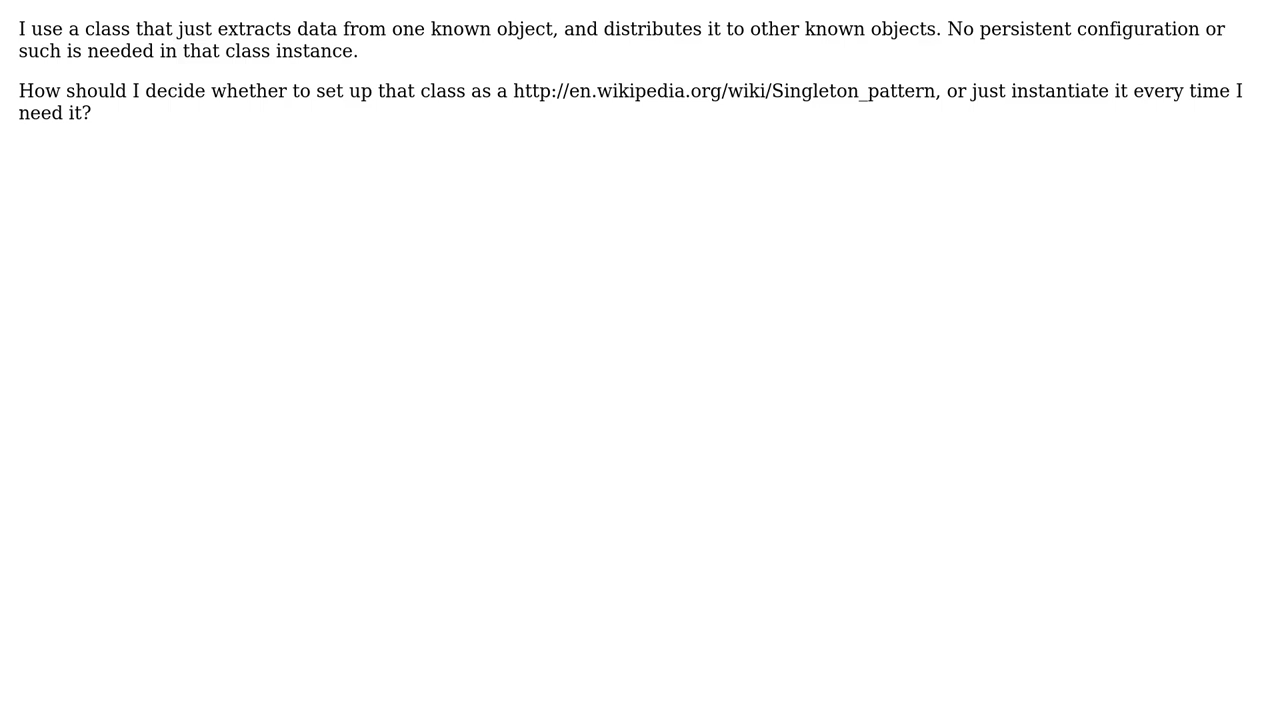 I use a class that just extracts data from one known object, and distributes it to other known objects. No persistent configuration or
such is needed in that class instance.
How should I decide whether to set up that class as a http://en.wikipedia.org/wiki/Singleton_pattern, or just instantiate it every time I
need it?